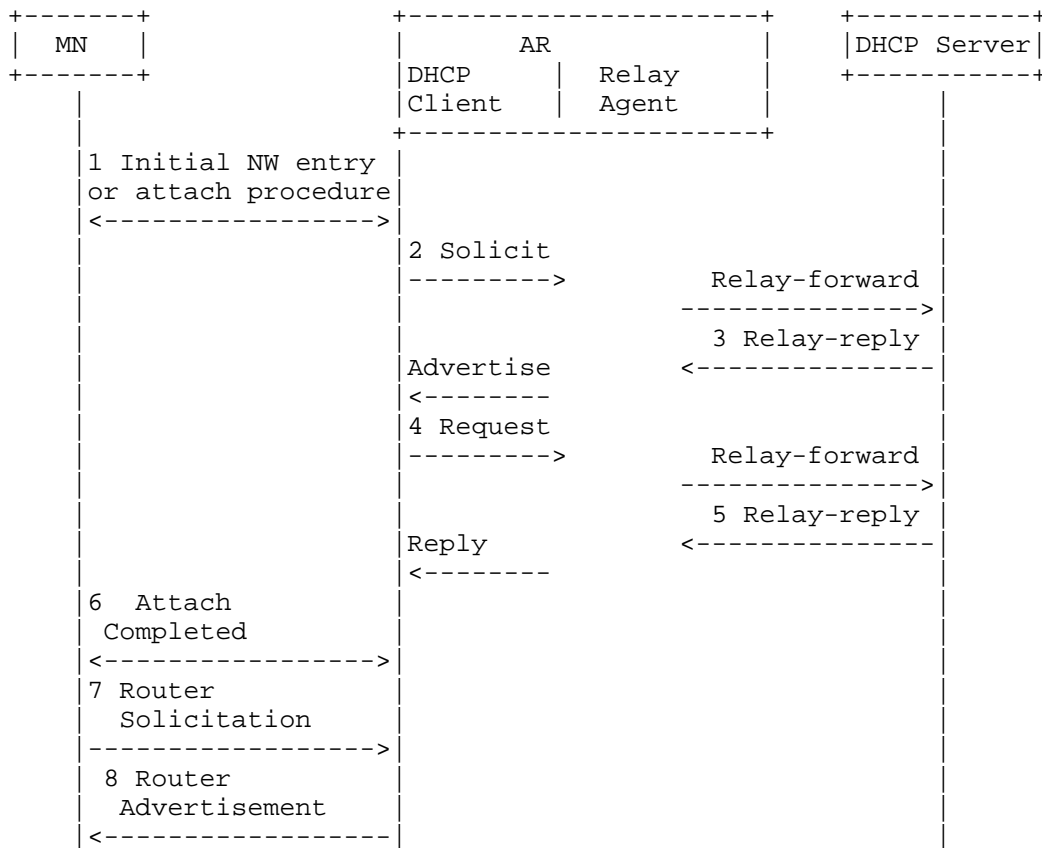 MN AR DHCP Server
DHCP Relay
Client Agent
1 Initial NW entry
or attach procedure
2 Solicit
Relay-forward
3 Relay-reply
Advertise
4 Request
Relay-forward
5 Relay-reply
Reply
6 Attach
Completed
7 Router
Solicitation
8 Router
Advertisement